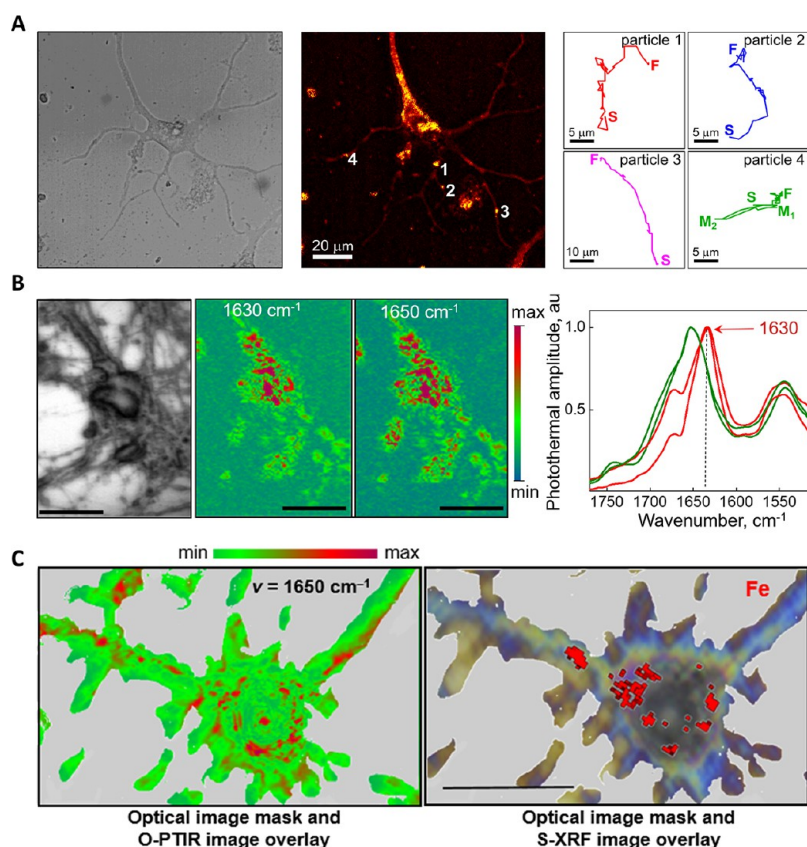 A
particle 1
F
S
5 μm
particle 2
F
S
5 μm
4
1
2
3
20 μm
particle 3
F
S
10 μm
particle 4
S
F
M₂
M₁
5 μm
B
1630 cm⁻¹
1650 cm⁻¹
max
min
Photothermal amplitude, au
1.0
0.5
1630
1750 1700 1650 1600 1550
Wavenumber, cm⁻¹
C
min
max
v = 1650 cm⁻¹
Fe
Optical image mask and
O-PTIR image overlay
Optical image mask and
S-XRF image overlay